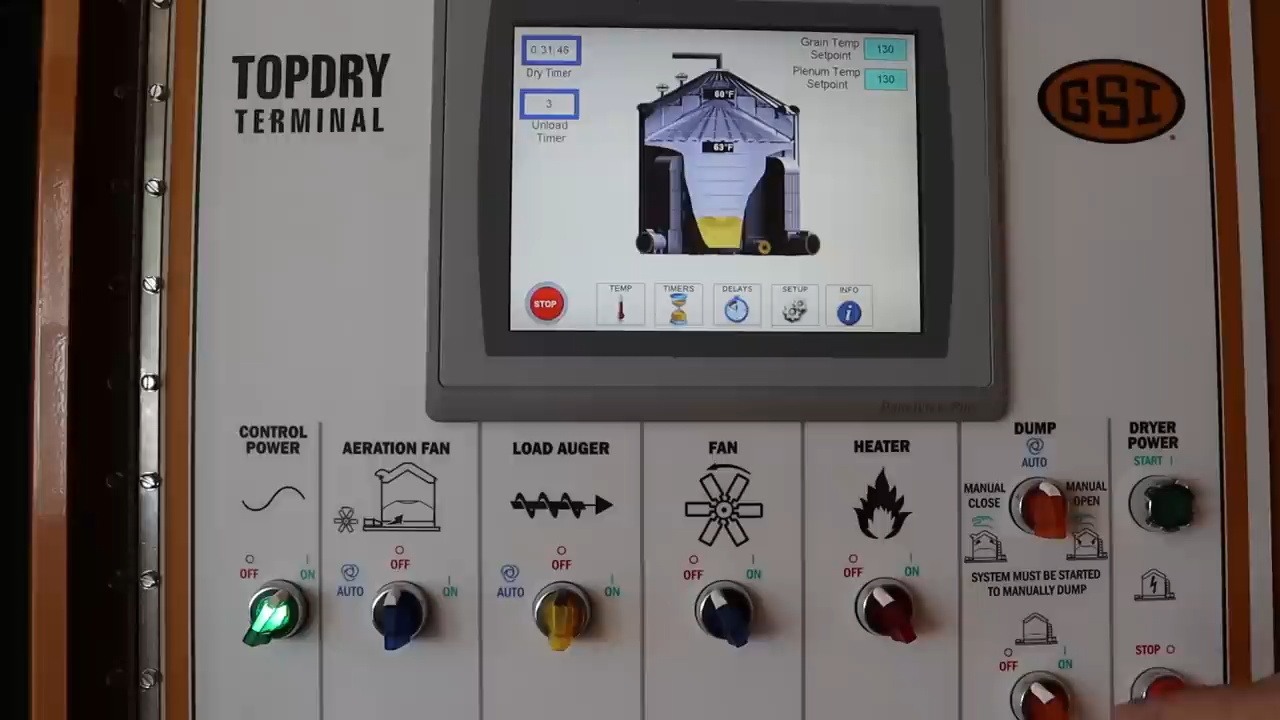 TOPDRY
TERMINAL
0:31:46
Dry Timer
3
Unload
Timer
Grain Temp
Setpoint
130
Plenum Temp
Setpoint
130
60°F
63°F
STOP
TEMP
TIMERS
DELAYS
SETUP
INFO
GSI
CONTROL
POWER
OFF
ON
AERATION FAN
OFF
AUTO
ON
LOAD AUGER
OFF
AUTO
ON
FAN
OFF
ON
HEATER
OFF
ON
DUMP
AUTO
MANUAL
CLOSE
MANUAL
OPEN
SYSTEM MUST BE STARTED
TO MANUALLY DUMP
OFF
ON
DRYER
POWER
START
STOP